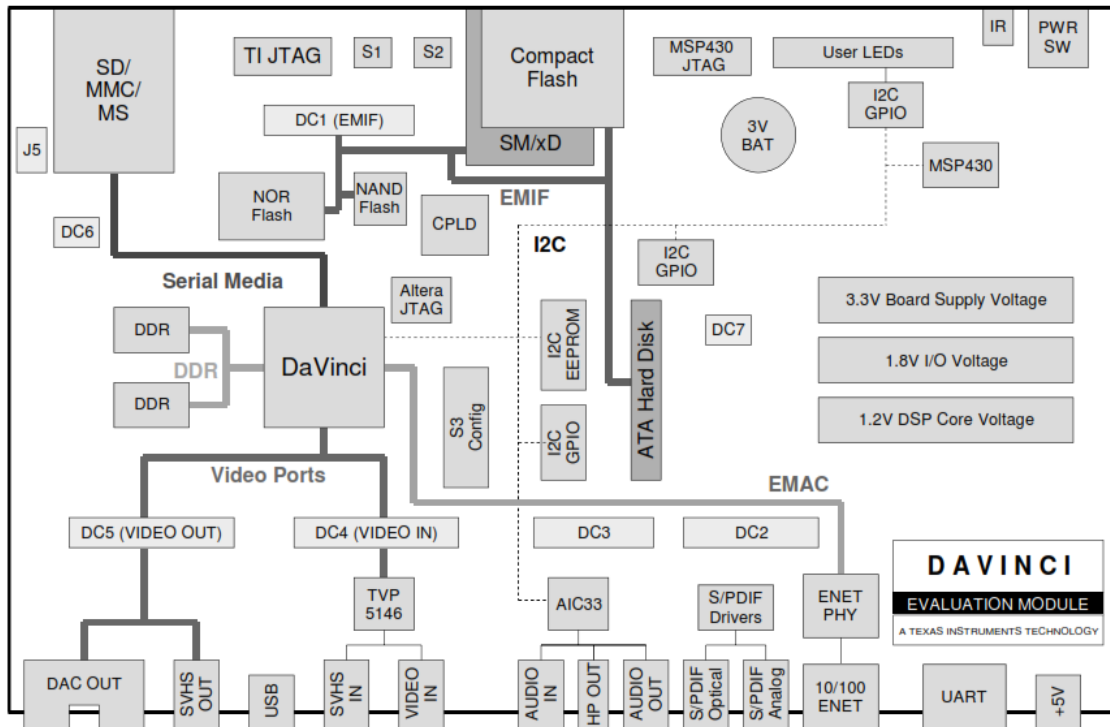 SD/
MMC/
MS
TI JTAG
S1
S2
Compact
Flash
MSP430
JTAG
User LEDs
IR
PWR
SW
I2C
GPIO
DC1 (EMIF)
3V
BAT
SM/xD
J5
MSP430
NOR
Flash
NAND
Flash
EMIF
CPLD
DC6
I2C
I2C
GPIO
Serial Media
Altera
JTAG
3.3V Board Supply Voltage
DDR
DDR
DDR
DaVinci
I2C
EEPROM
ATA Hard Disk
DC7
1.8V I/O Voltage
S3
Config
I2C
GPIO
1.2V DSP Core Voltage
Video Ports
EMAC
DC5 (VIDEO OUT)
DC4 (VIDEO IN)
DC3
DC2
DAVINCI
EVALUATION MODULE
A TEXAS INSTRUMENTS TECHNOLOGY
TVP
5146
AIC33
S/PDIF
Drivers
ENET
PHY
DAC OUT
SVHS
OUT
USB
SVHS
IN
VIDEO
IN
AUDIO
IN
HP OUT
AUDIO
OUT
S/PDIF
Optical
S/PDIF
Analog
10/100
ENET
UART
+5V